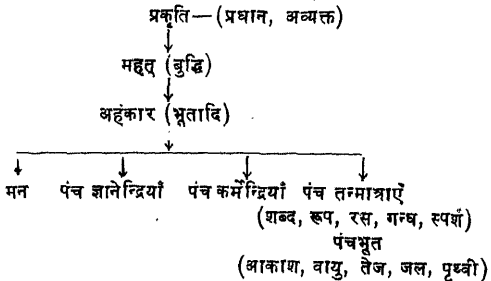 प्रकृति—(प्रधान, अव्यक्त)
महत् (बुद्धि)
अहंकार (भूतादि)
मन पंच ज्ञानेन्द्रियाँ पंच कर्मेन्द्रियाँ पंच तन्मात्राएँ
(शब्द, रूप, रस, गन्ध, स्पर्श)
पंचभूत
(आकाश, वायु, तेज, जल, पृथ्वी)